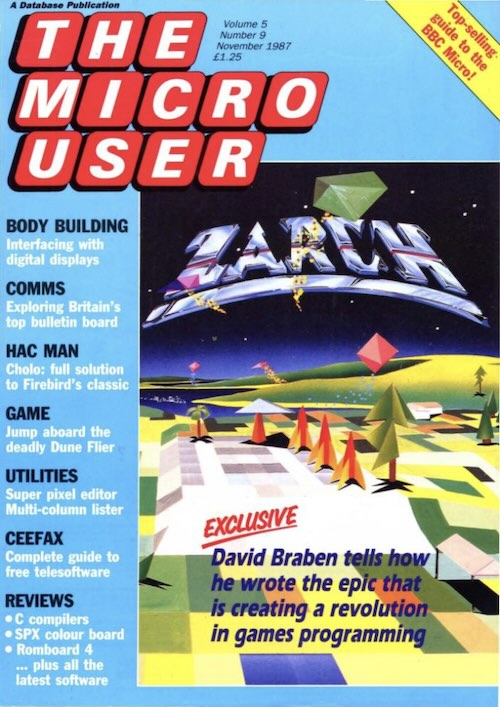 A Database Publication
THE
MICRO
USER
Volume 5
Number 9
November 1987
£1.25
Top-selling
guide to the
BBC Micro!
BODY BUILDING
Interfacing with
digital displays
COMMS
Exploring Britain's
top bulletin board
HAC MAN
Cholo: full solution
to Firebird's classic
GAME
Jump aboard the
deadly Dune Flier
UTILITIES
Super pixel editor
Multi-column lister
CEEFAX
Complete guide to
free telesoftware
REVIEWS
• C compilers
• SPX colour board
• Romboard 4
... plus all the
latest software
ZARCH
EXCLUSIVE
David Braben tells how
he wrote the epic that
is creating a revolution
in games programming